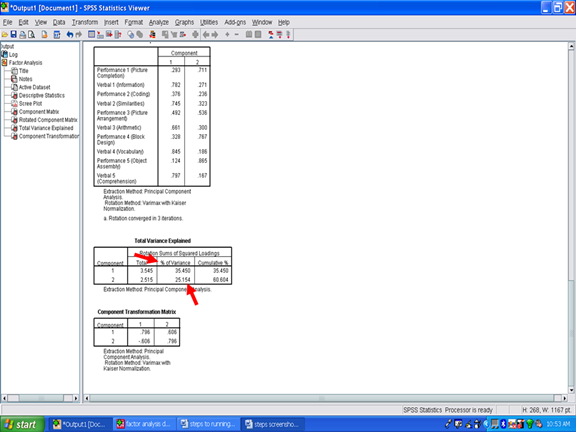 *Output1 [Document1] - SPSS Statistics Viewer
File Edit View Data Transform Insert Format Analyze Graphs Utilities Add-ons Window Help
Output
Log
Factor Analysis
Title
Notes
Active Dataset
Descriptive Statistics
Scree Plot
Component Matrix
Rotated Component Matrix
Total Variance Explained
Component Transformation
Component
1 2
Performance 1 (Picture Completion) .293 .711
Verbal 1 (Information) .782 .271
Performance 2 (Coding) .376 .236
Verbal 2 (Similarities) .745 .323
Performance 3 (Picture Arrangement) .492 .536
Verbal 3 (Arithmetic) .661 .300
Performance 4 (Block Design) .328 .787
Verbal 4 (Vocabulary) .845 .186
Performance 5 (Object Assembly) .124 .865
Verbal 5 (Comprehension) .797 .167
Extraction Method: Principal Component
Analysis.
Rotation Method: Varimax with Kaiser
Normalization.
a. Rotation converged in 3 iterations.
Total Variance Explained
Rotation Sums of Squared Loadings
Component Total % of Variance Cumulative %
1 3.545 35.450 35.450
2 2.515 25.154 60.604
Extraction Method: Principal Component Analysis.
Component Transformation Matrix
Component 1 2
1 .796 .606
2 -.606 .796
Extraction Method: Principal
Component Analysis.
Rotation Method: Varimax with
Kaiser Normalization.
SPSS Statistics Processor is ready
H: 268, W: 1167 pt.
start
*Output1 [Doc...
factor analysis d...
steps to running...
steps screensho...
10:53 AM